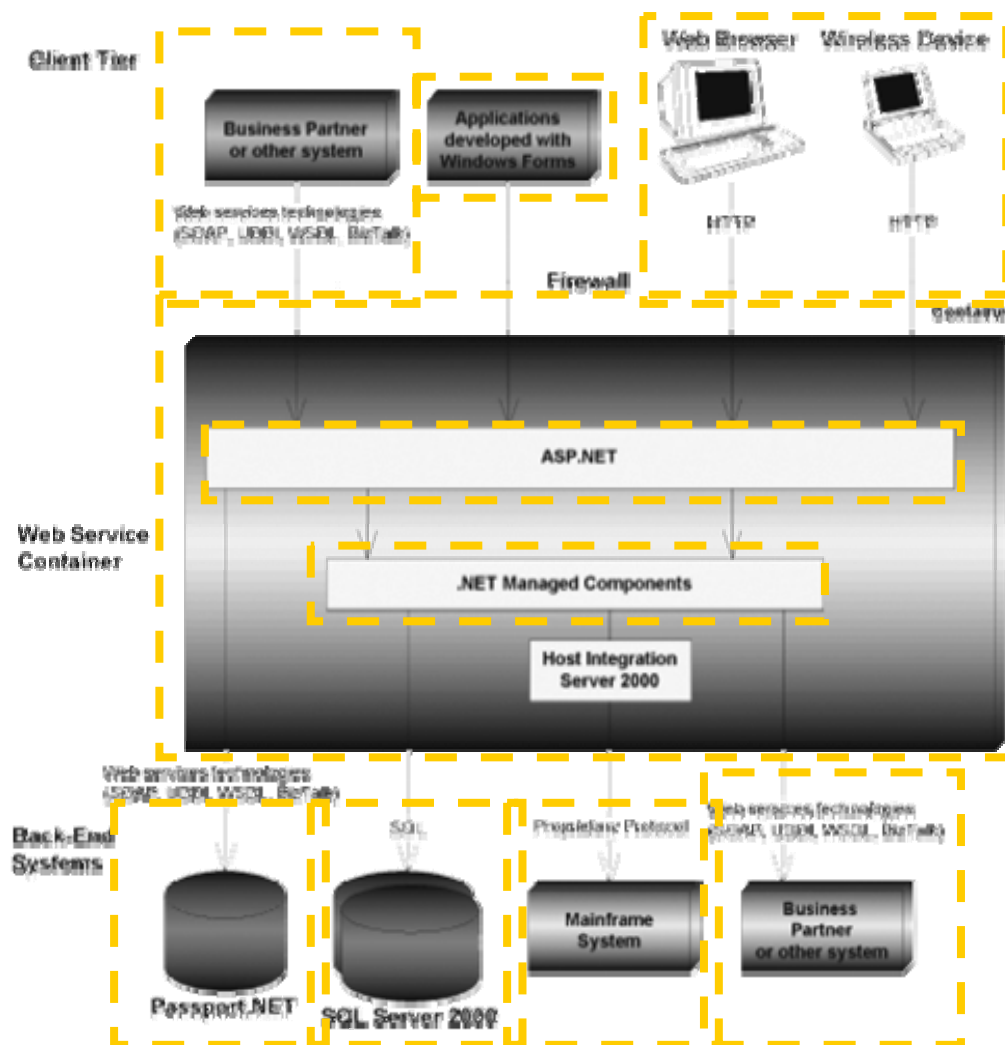 Client Tier
Web Browser
Wireless Device
Business Partner
or other system
Applications
developed with
Windows Forms
Web services technologies
(SOAP, UDDI, WSDL, BizTalk)
HTTP
HTTP
Firewall
ASP.NET
Web Service
Container
.NET Managed Components
Host Integration
Server 2000
Web services technologies
(SOAP, UDDI, WSDL, BizTalk)
Back-End
Systems
SQL
Proprietary Protocol
Web services technologies
(SOAP, UDDI, WSDL, BizTalk)
Mainframe
System
Business
Partner
or other system
Passport.NET
SQL Server 2000